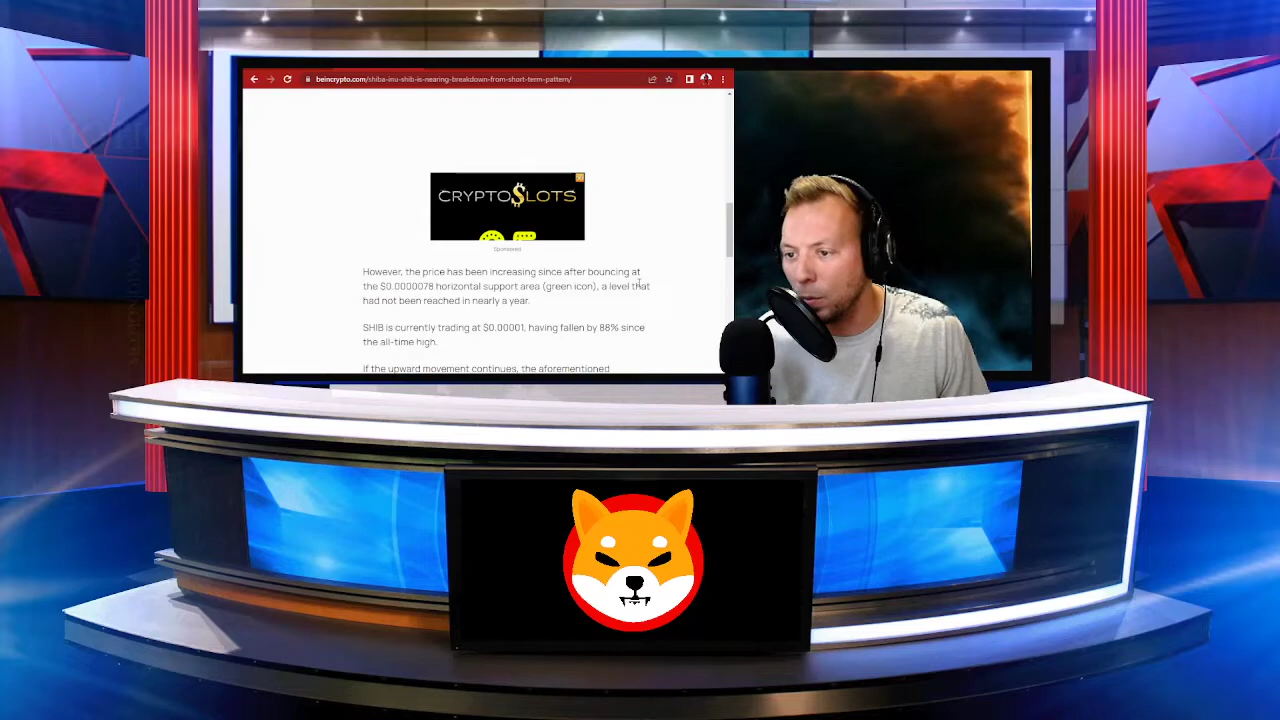 beincrypto.com/shiba-inu-shib-is-nearing-breakdown-from-short-term-pattern/
CRYPTO$LOTS
Sponsored
However, the price has been increasing since after bouncing at
the $0.0000078 horizontal support area (green icon), a level that
had not been reached in nearly a year.
SHIB is currently trading at $0.00001, having fallen by 88% since
the all-time high.
If the upward movement continues, the aforementioned